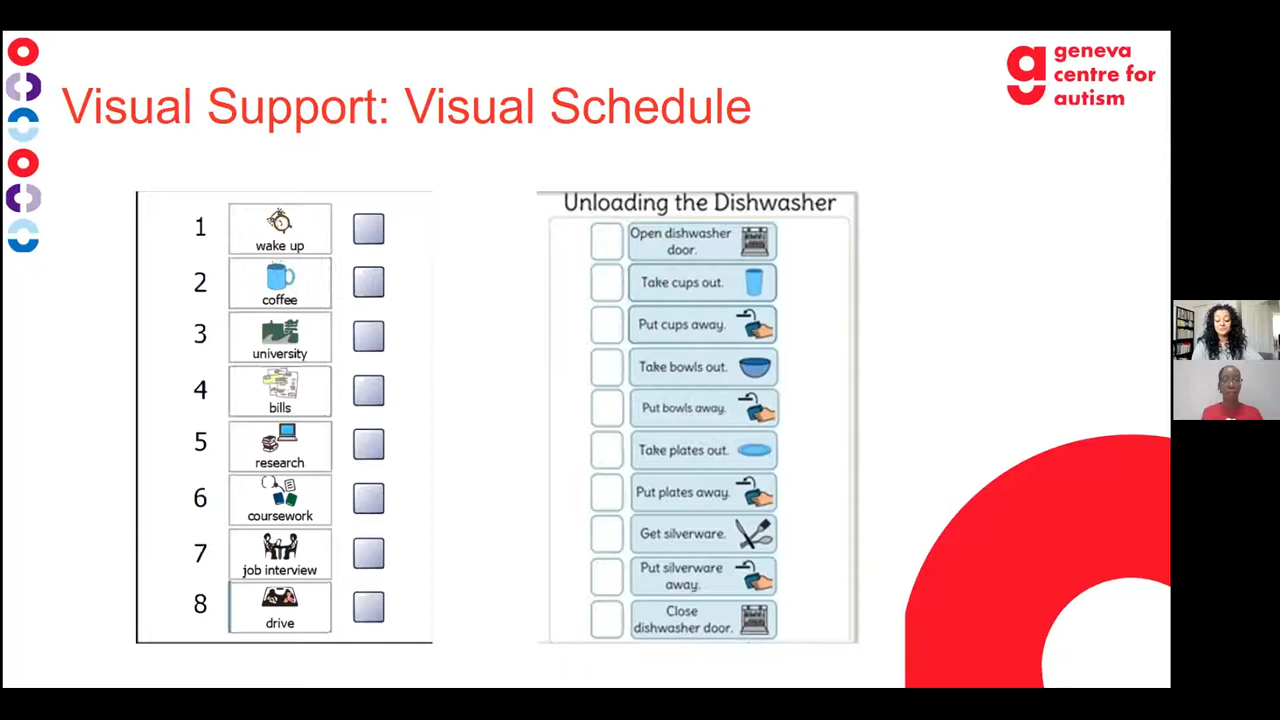 Visual Support: Visual Schedule
geneva
centre for
autism
1
wake up
2
coffee
3
university
4
bills
5
research
6
coursework
7
job interview
8
drive
Unloading the Dishwasher
Open dishwasher
door.
Take cups out.
Put cups away.
Take bowls out.
Put bowls away.
Take plates out.
Put plates away.
Get silverware.
Put silverware
away.
Close
dishwasher door.